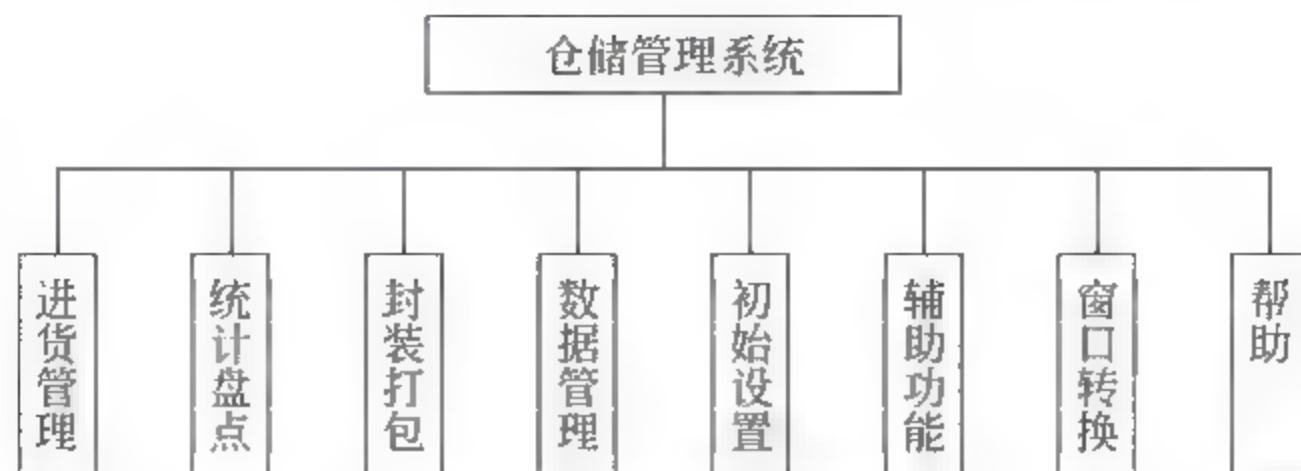 仓储管理系统
进货管理
统计盘点
封装打包
数据管理
初始设置
辅助功能
窗口转换
帮助